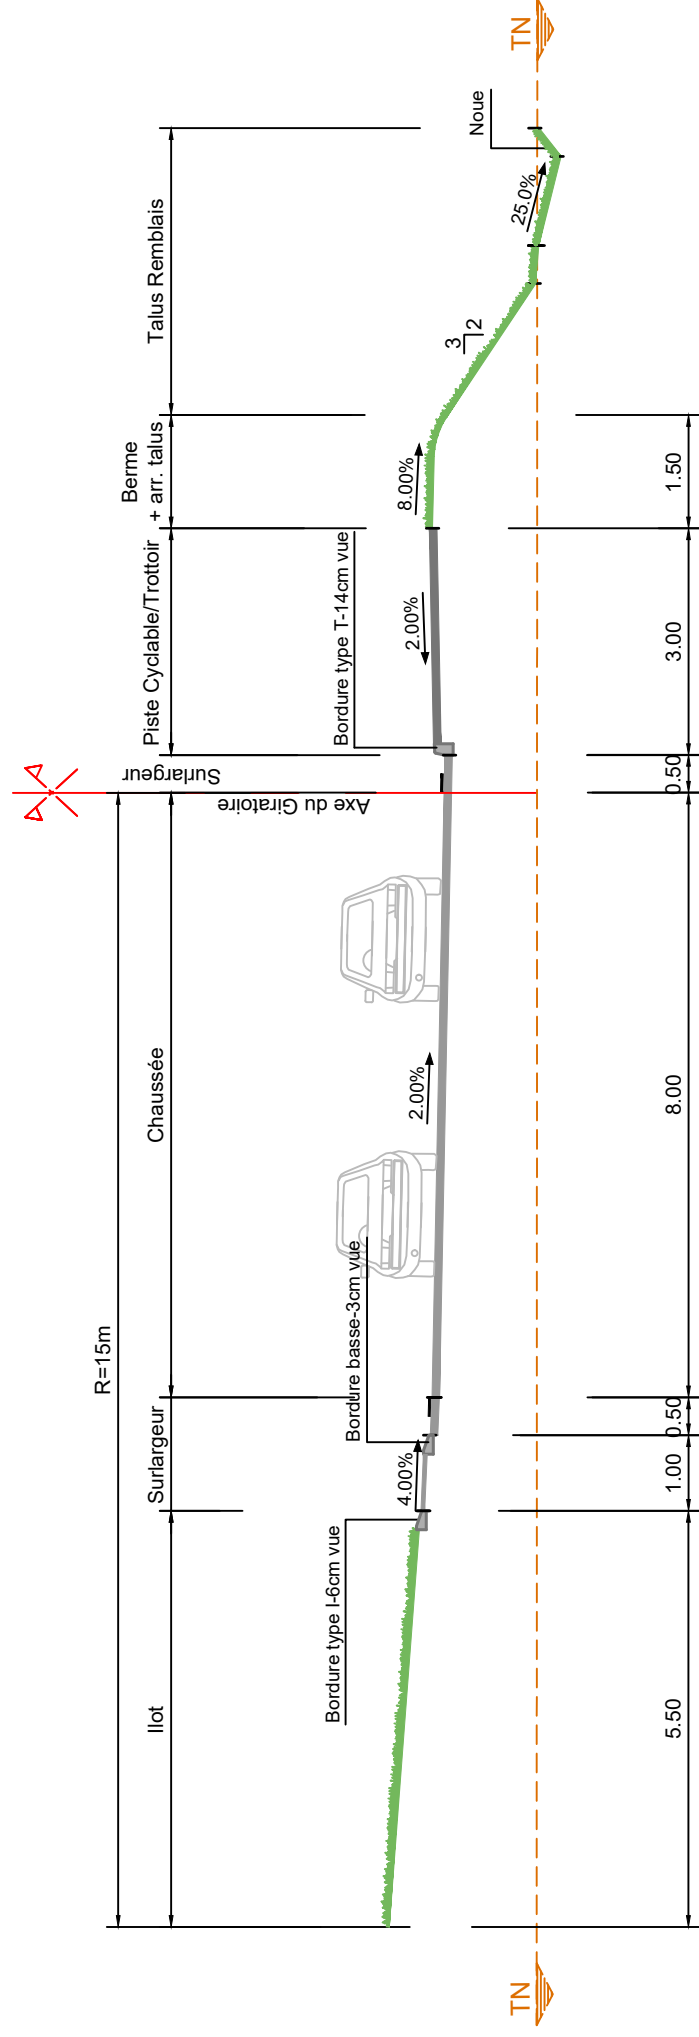 R=15m
Ilot
Surlargeur
Chaussée
Surlargeur
Piste Cyclable/Trottoir
Berme
+ arr. talus
Talus Remblais
Axe du Giratoire
Bordure type I-6cm vue
Bordure basse-3cm vue
Bordure type T-14cm vue
Noue
4.00%
2.00%
2.00%
8.00%
3
2
25.0%
TN
TN
5.50
1.00
0.50
8.00
0.50
3.00
1.50